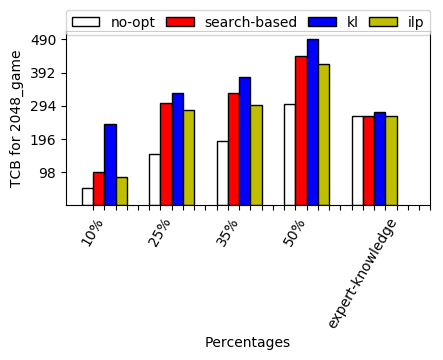 no-opt search-based kl ilp
490
392
294
196
98
TCB for 2048_game
10% 25% 35% 50% expert-knowledge
Percentages